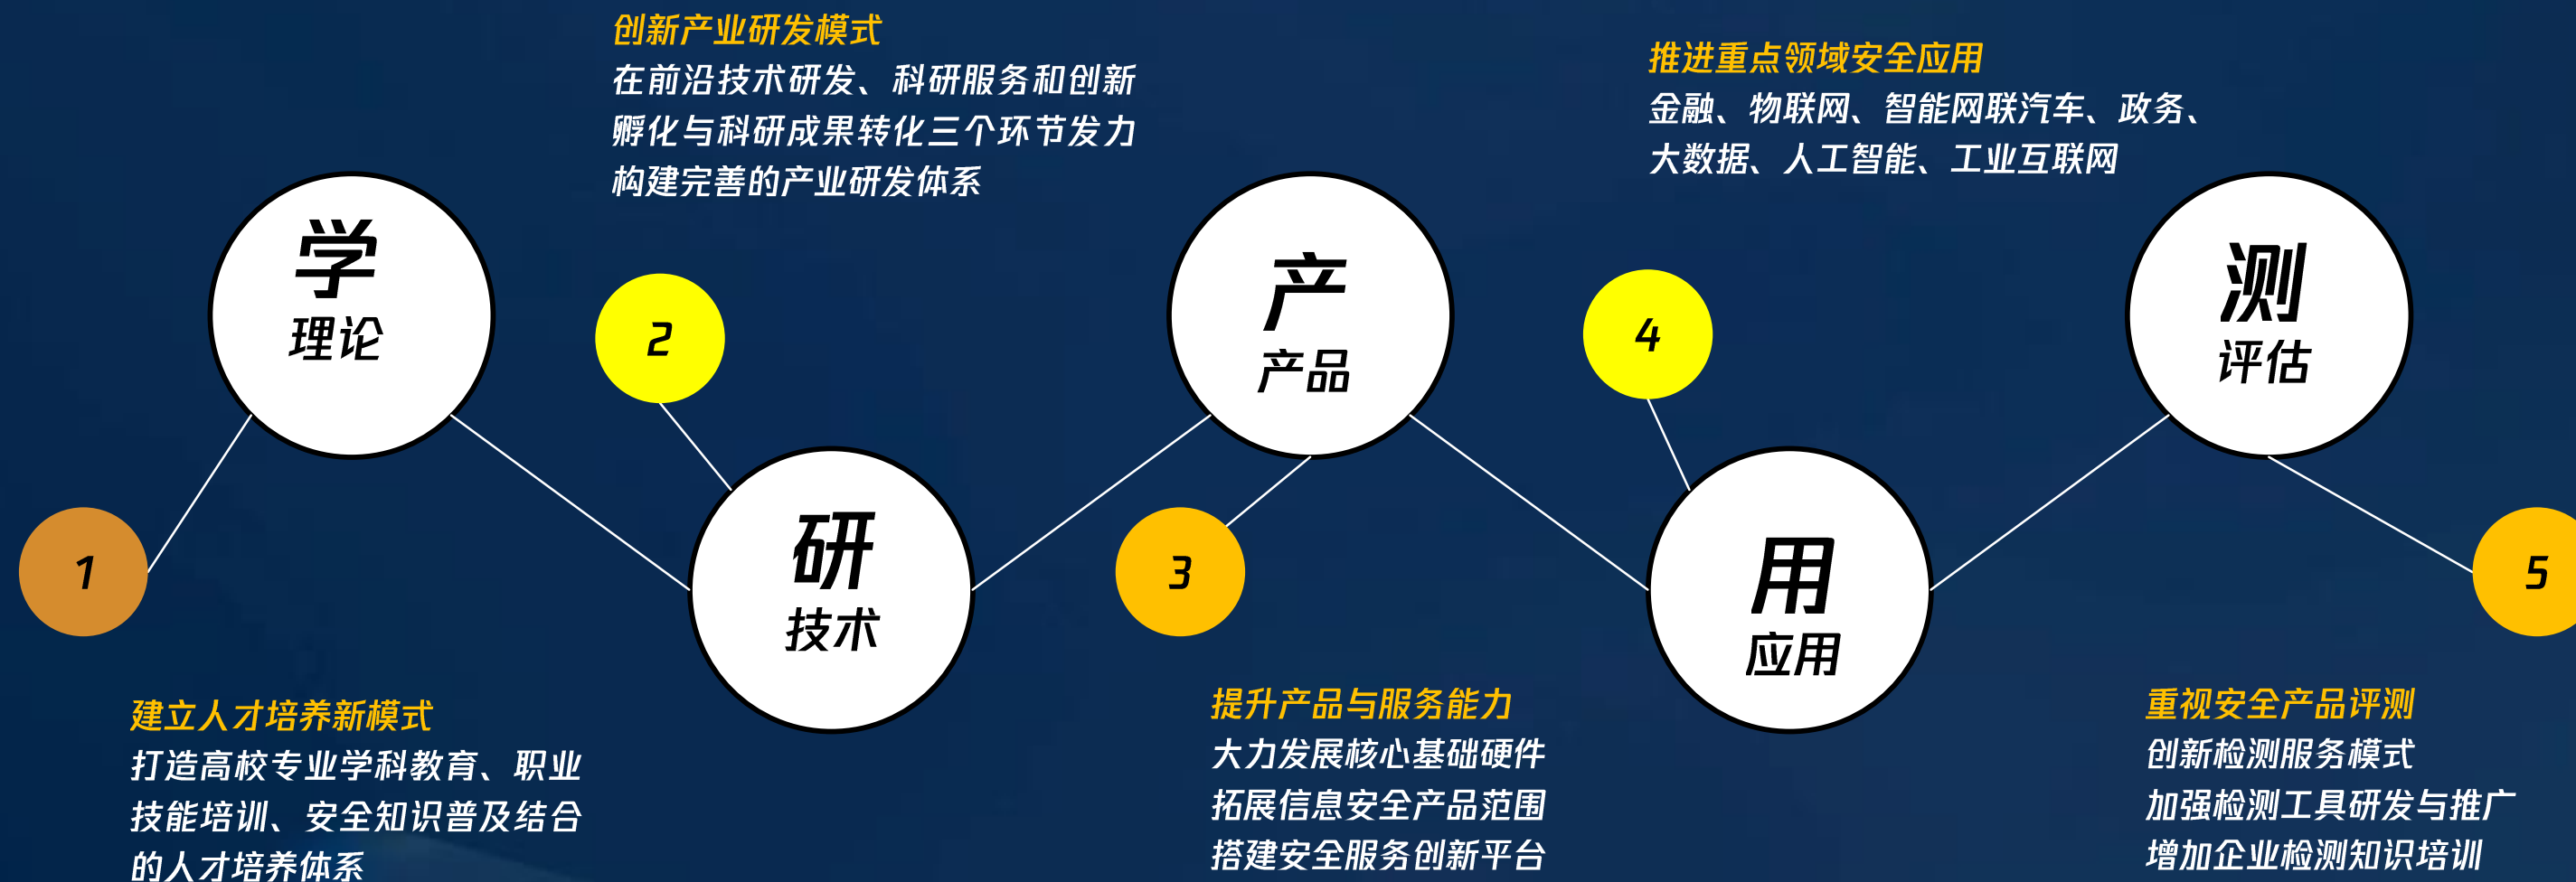 学
理论
1
建立人才培养新模式
打造高校专业学科教育、职业
技能培训、安全知识普及结合
的人才培养体系
创新产业研发模式
在前沿技术研发、科研服务和创新
孵化与科研成果转化三个环节发力
构建完善的产业研发体系
2
研
技术
产
产品
3
提升产品与服务能力
大力发展核心基础硬件
拓展信息安全产品范围
搭建安全服务创新平台
推进重点领域安全应用
金融、物联网、智能网联汽车、政务、
大数据、人工智能、工业互联网
4
用
应用
测
评估
5
重视安全产品评测
创新检测服务模式
加强检测工具研发与推广
增加企业检测知识培训